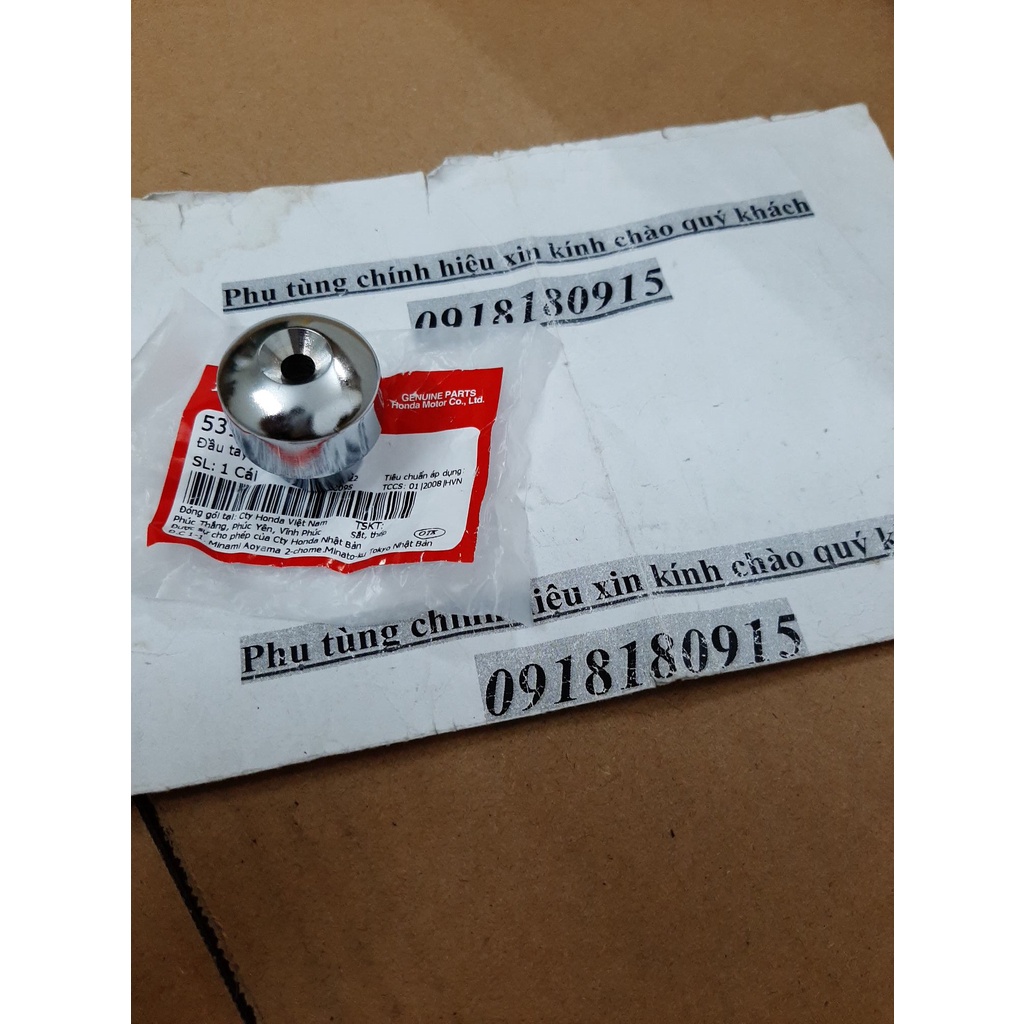 Phụ tùng chính hiệu xin kính chào quý khách
0918180915
GENUINE PARTS
Honda Motor Co., Ltd.
Đầu tay
SL: 1 Cái
Tiêu chuẩn áp dụng:
TCCS: 01|2008|HVN
Đóng gói tại: Cty Honda Việt Nam
TSKT:
Phúc Thắng, Phúc Yên, Vĩnh Phúc
Sắt, thép
Được sự cho phép của Cty Honda Nhật Bản
Đ.C 1-1, Minami Aoyama 2-chome Minato-ku Tokyo Nhật Bản
Phụ tùng chính hiệu xin kính chào quý
0918180915